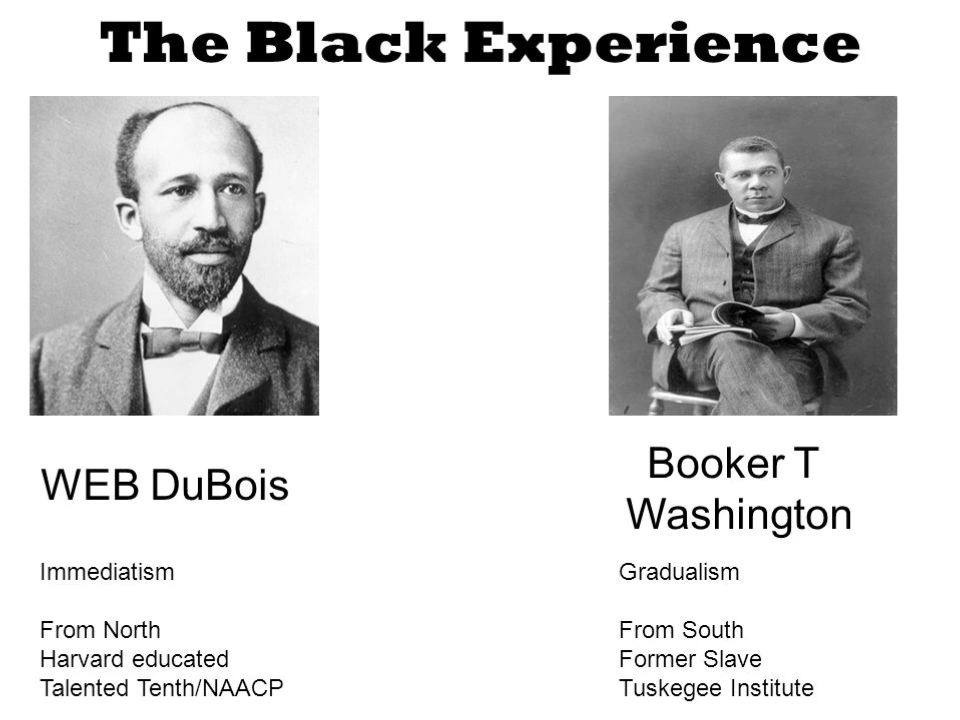 The Black Experience
WEB DuBois
Immediatism
From North
Harvard educated
Talented Tenth/NAACP
Booker T
Washington
Gradualism
From South
Former Slave
Tuskegee Institute